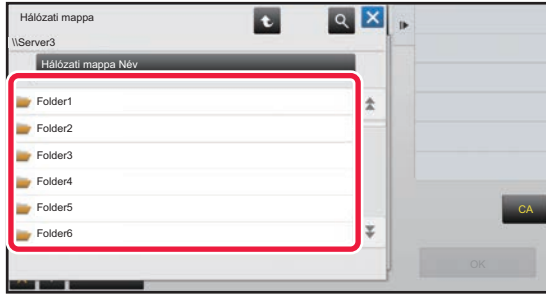 Hálózati mappa
\\Server3
Hálózati mappa Név
Folder1
Folder2
Folder3
Folder4
Folder5
Folder6
CA
OK